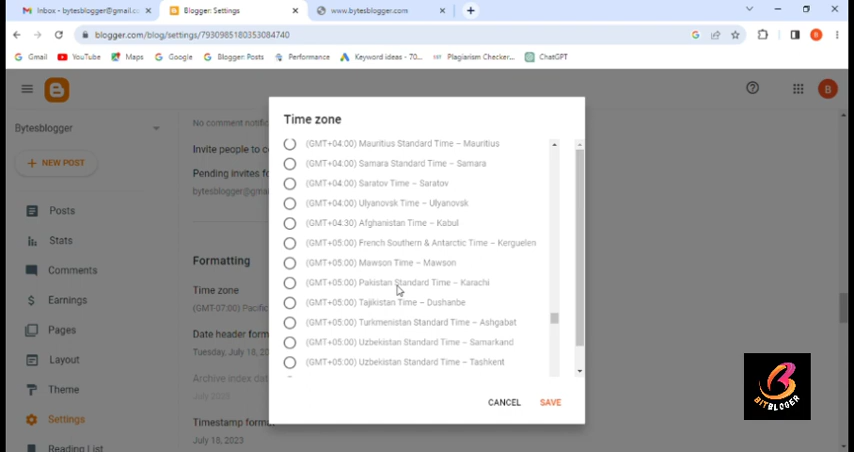 Inbox - bytesblogger@gmail.c
Blogger: Settings
www.bytesblogger.com
blogger.com/blog/settings/7930985180353084740
Gmail
YouTube
Maps
Google
Blogger: Posts
Performance
Keyword ideas - 70...
Plagiarism Checker...
ChatGPT
B
Bytesblogger
NEW POST
Posts
Stats
Comments
Earnings
Pages
Layout
Theme
Settings
Reading List
No comment notific
Invite people to c
Pending invites fo
bytesblogger@gma
Formatting
Time zone
(GMT-07:00) Pacific
Date header form
Tuesday, July 18, 20
Archive index dat
July 2023
Timestamp forma
July 18, 2023
Time zone
(GMT+04:00) Mauritius Standard Time – Mauritius
(GMT+04:00) Samara Standard Time – Samara
(GMT+04:00) Saratov Time – Saratov
(GMT+04:00) Ulyanovsk Time – Ulyanovsk
(GMT+04:30) Afghanistan Time – Kabul
(GMT+05:00) French Southern & Antarctic Time – Kerguelen
(GMT+05:00) Mawson Time – Mawson
(GMT+05:00) Pakistan Standard Time – Karachi
(GMT+05:00) Tajikistan Time – Dushanbe
(GMT+05:00) Turkmenistan Standard Time – Ashgabat
(GMT+05:00) Uzbekistan Standard Time – Samarkand
(GMT+05:00) Uzbekistan Standard Time – Tashkent
CANCEL
SAVE
BITBLOGER